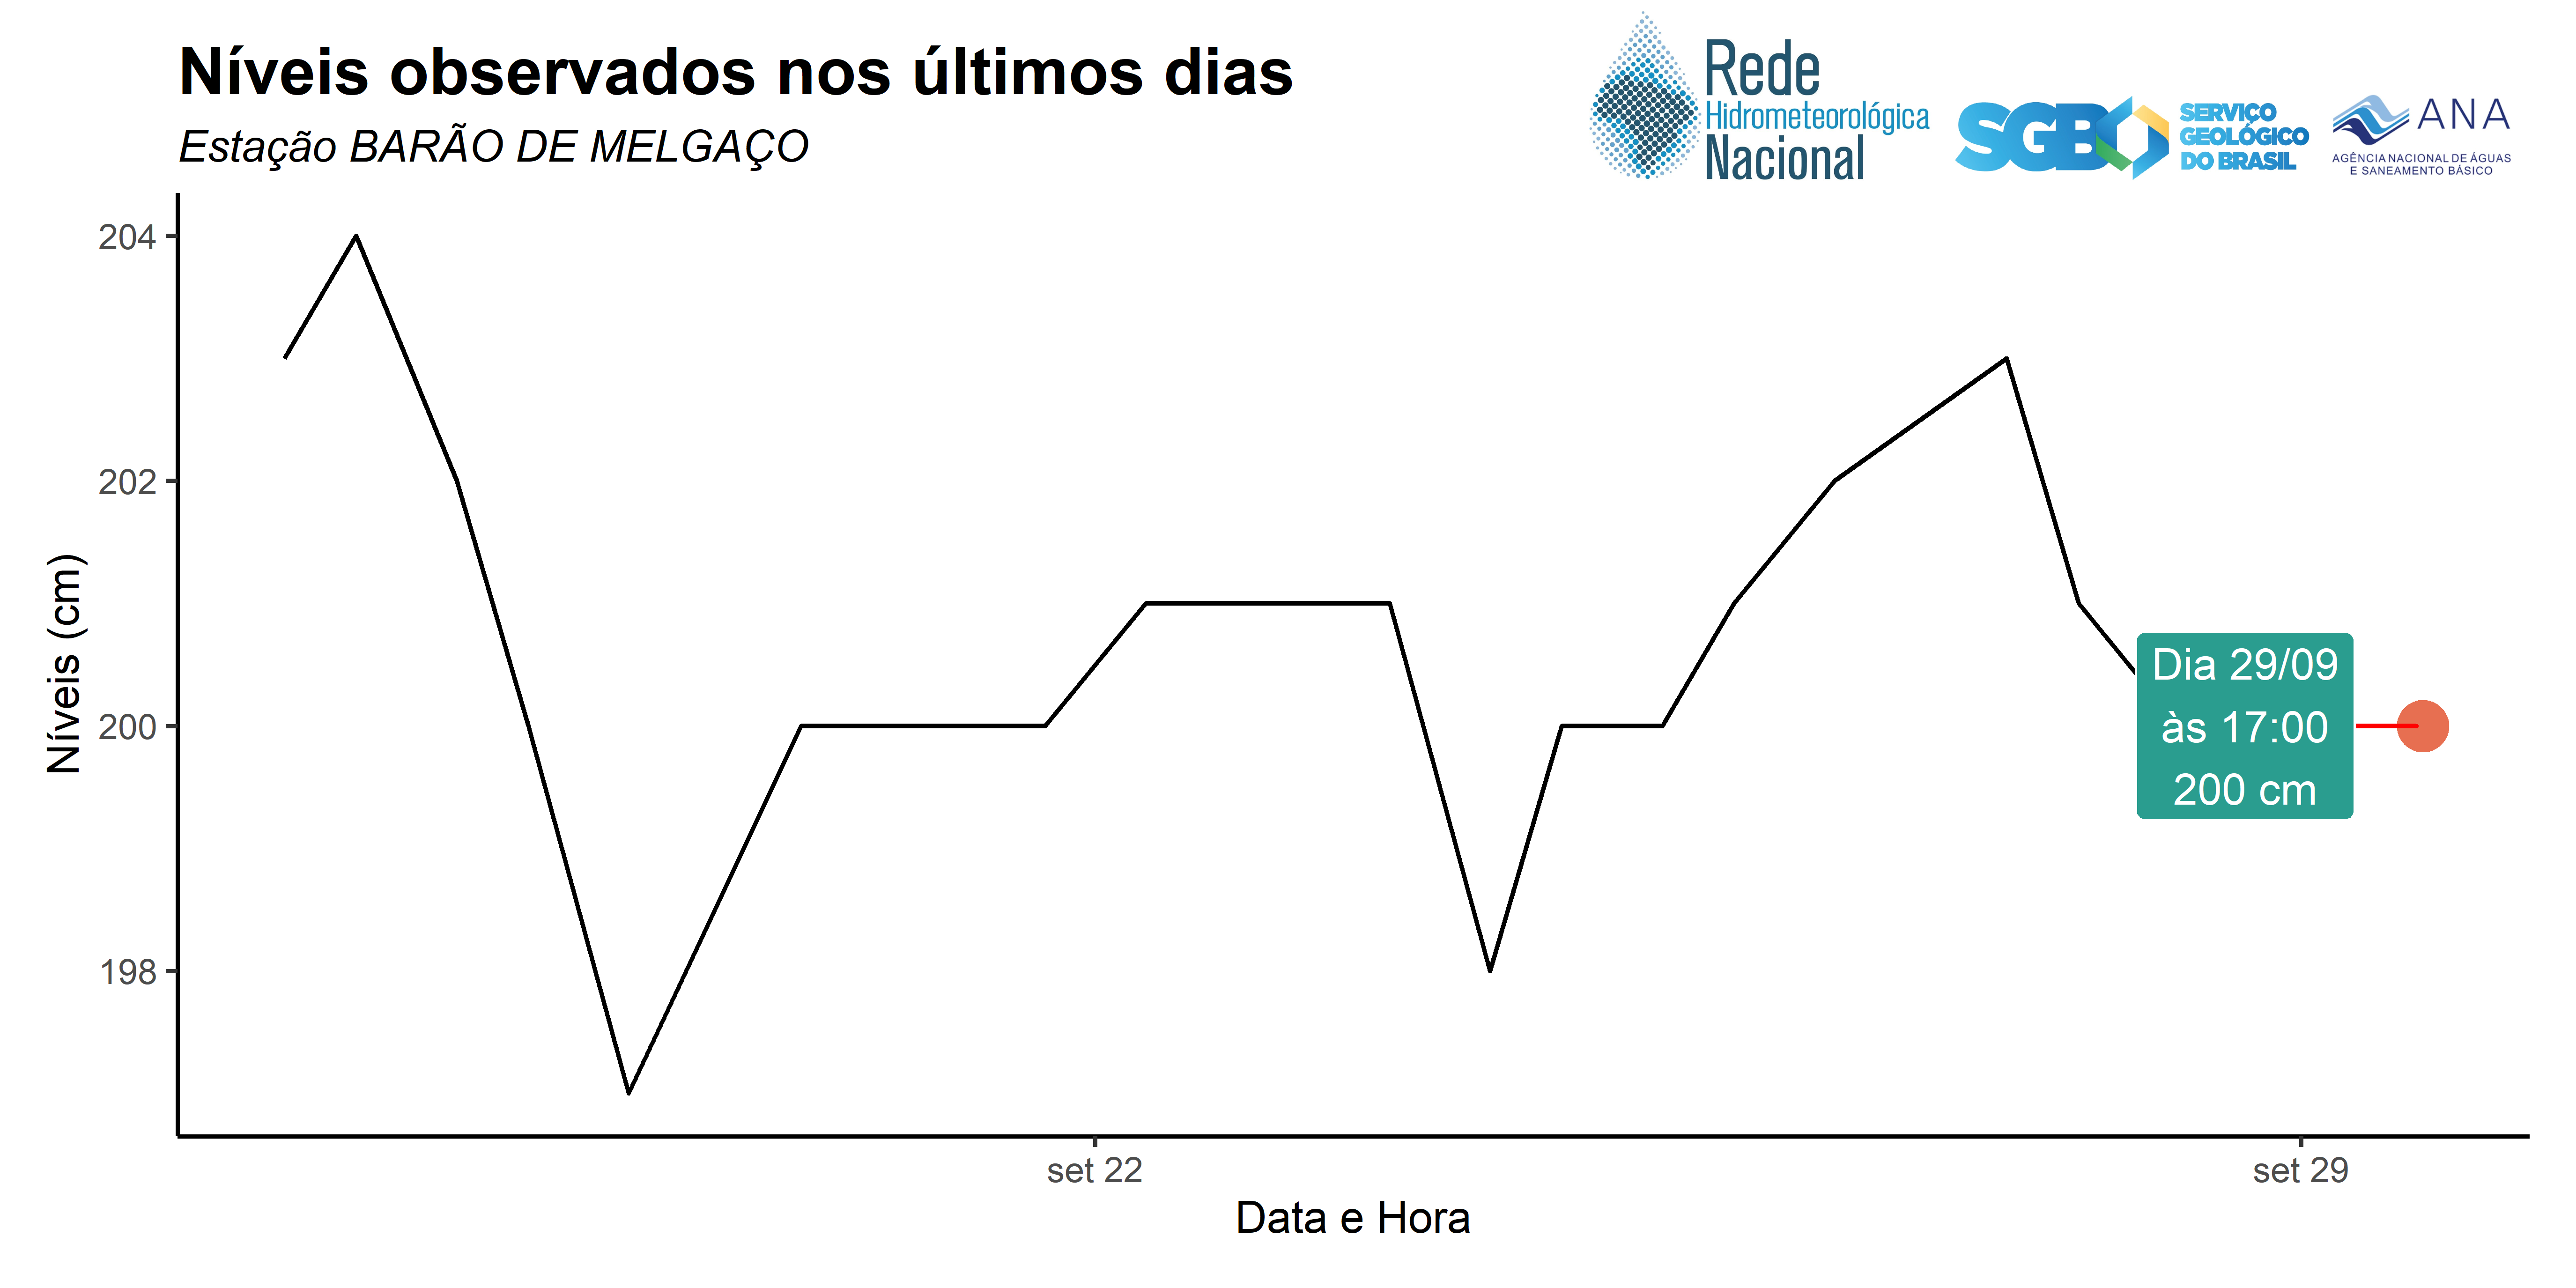 Níveis observados nos últimos dias
Estação BARÃO DE MELGAÇO
Rede
Hidrometeorológica
Nacional
SGB
SERVIÇO
GEOLÓGICO
DO BRASIL
ANA
AGÊNCIA NACIONAL DE ÁGUAS
E SANEAMENTO BÁSICO
204
202
200
198
Níveis (cm)
Dia 29/09
às 17:00
200 cm
set 22
set 29
Data e Hora